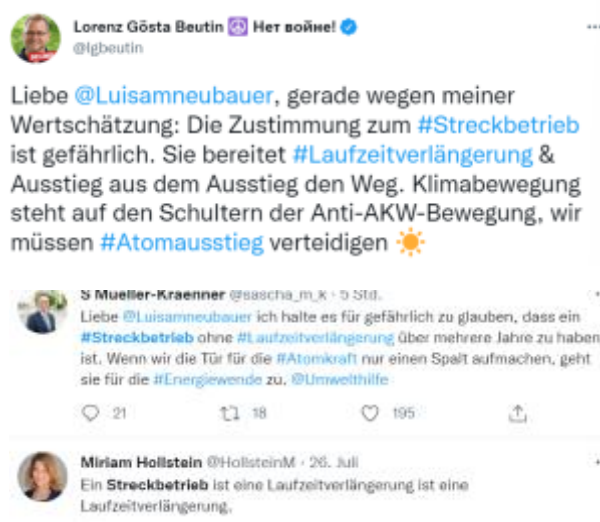 Lorenz Gösta Beutin ☮ Нет войне!
@lgbeutin
Liebe @Luisamneubauer, gerade wegen meiner
Wertschätzung: Die Zustimmung zum #Streckbetrieb
ist gefährlich. Sie bereitet #Laufzeitverlängerung &
Ausstieg aus dem Ausstieg den Weg. Klimabewegung
steht auf den Schultern der Anti-AKW-Bewegung, wir
müssen #Atomausstieg verteidigen ☀
S Mueller-Kraenner @sascha_m_k · 5 Std.
Liebe @Luisamneubauer ich halte es für gefährlich zu glauben, dass ein
#Streckbetrieb ohne #Laufzeitverlängerung über mehrere Jahre zu haben
ist. Wenn wir die Tür für die #Atomkraft nur einen Spalt aufmachen, geht
sie für die #Energiewende zu. @Umwelthilfe
21 18 195
Miriam Hollstein @HollsteinM · 26. Juli
Ein Streckbetrieb ist eine Laufzeitverlängerung ist eine
Laufzeitverlängerung.